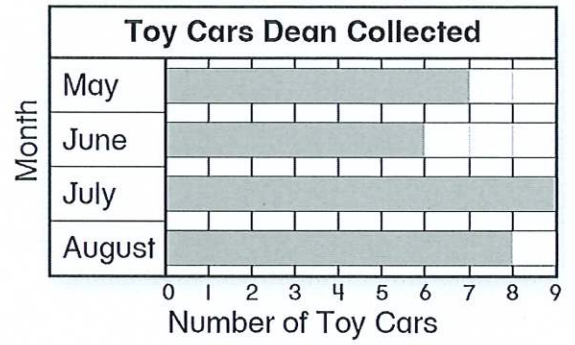 Toy Cars Dean Collected
Month
May
June
July
August
0 1 2 3 4 5 6 7 8 9
Number of Toy Cars